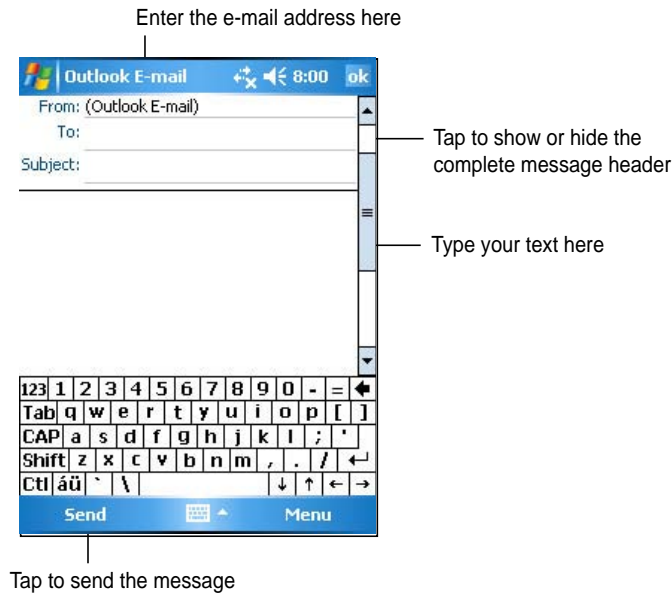 Enter the e-mail address here
Outlook E-mail 8:00 ok
From: (Outlook E-mail)
To:
Tap to show or hide the
complete message header
Subject:
Type your text here
123 1 2 3 4 5 6 7 8 9 0 - =
Tab q w e r t y u i o p [ ]
CAP a s d f g h j k l ; '
Shift z x c v b n m , . / ↵
Ctl áü ` \ ↓ ↑ ← →
Send Menu
Tap to send the message